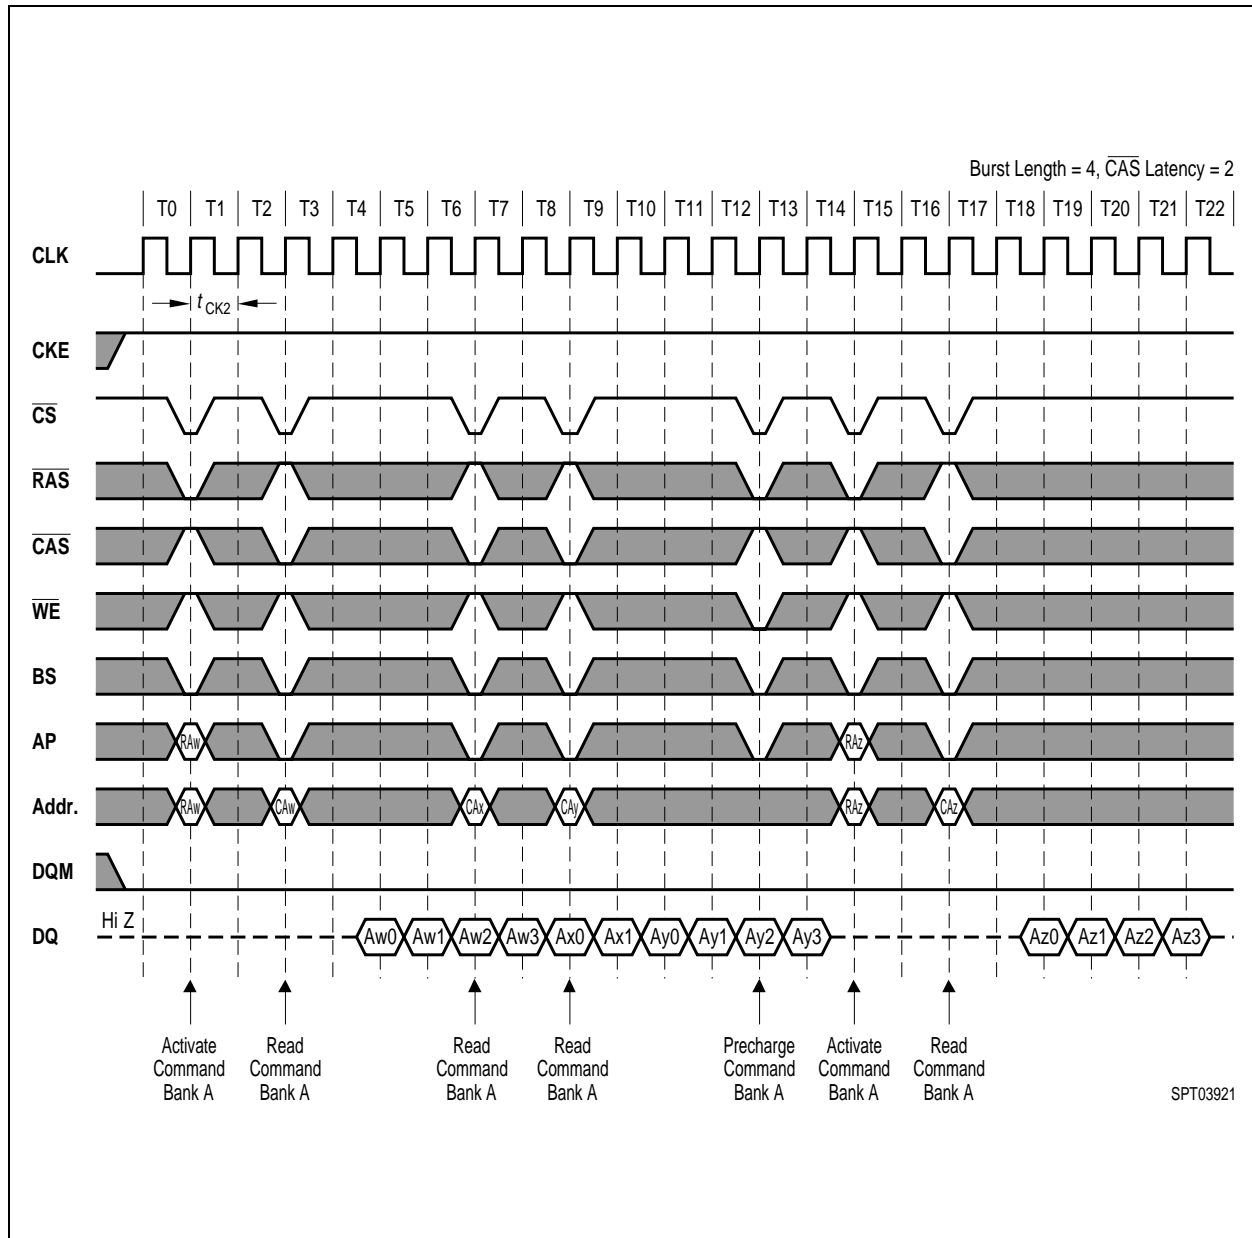 Burst Length = 4, CAS Latency = 2
T0 T1 T2 T3 T4 T5 T6 T7 T8 T9 T10 T11 T12 T13 T14 T15 T16 T17 T18 T19 T20 T21 T22
CLK
t CK2
CKE
CS
RAS
CAS
WE
BS
AP RAw RAz
Addr. RAw CAw CAx CAy RAz CAz
DQM
Hi Z
DQ Aw0 Aw1 Aw2 Aw3 Ax0 Ax1 Ay0 Ay1 Ay2 Ay3 Az0 Az1 Az2 Az3
Activate Command Bank A
Read Command Bank A
Read Command Bank A
Read Command Bank A
Precharge Command Bank A
Activate Command Bank A
Read Command Bank A
SPT03921